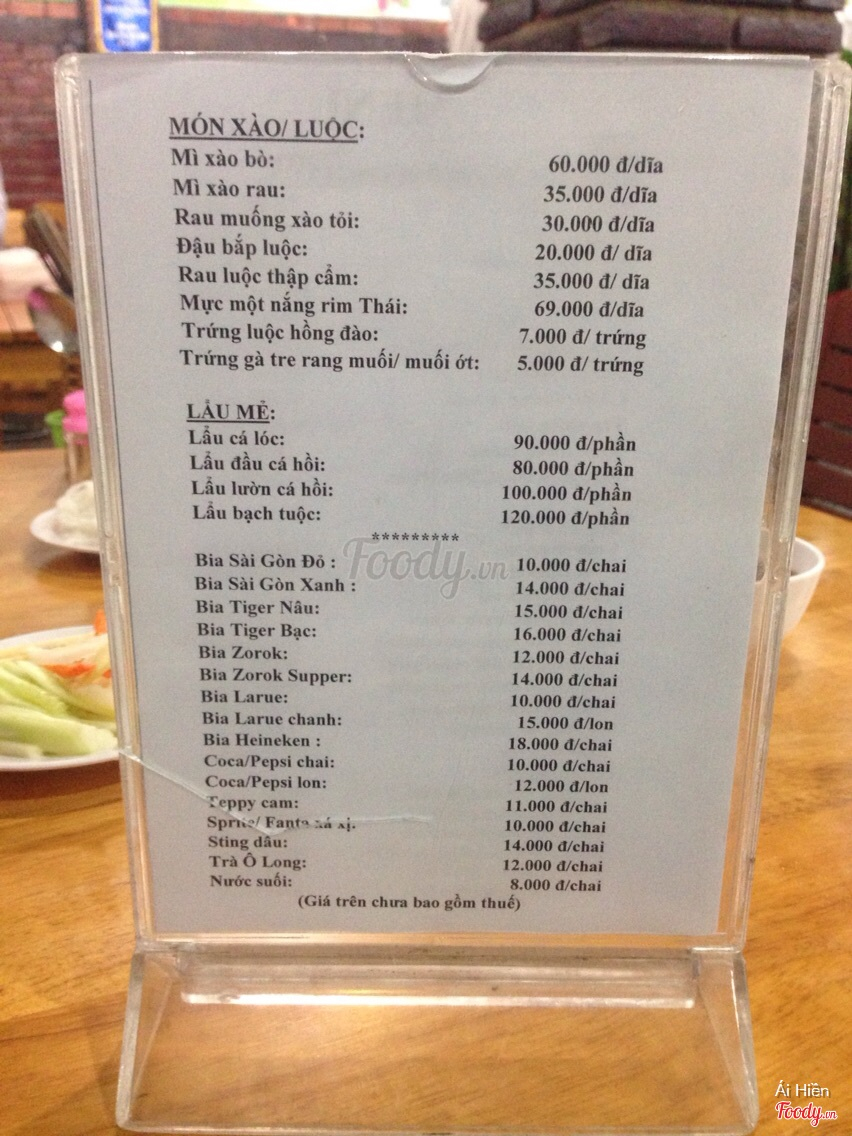 MÓN XÀO/ LUỘC:
Mì xào bò: 60.000 đ/dĩa
Mì xào rau: 35.000 đ/dĩa
Rau muống xào tỏi: 30.000 đ/dĩa
Đậu bắp luộc: 20.000 đ/ dĩa
Rau luộc thập cẩm: 35.000 đ/ dĩa
Mực một nắng rim Thái: 69.000 đ/dĩa
Trứng luộc hồng đào: 7.000 đ/ trứng
Trứng gà tre rang muối/ muối ớt: 5.000 đ/ trứng
LẨU MẺ:
Lẩu cá lóc: 90.000 đ/phần
Lẩu đầu cá hồi: 80.000 đ/phần
Lẩu lườn cá hồi: 100.000 đ/phần
Lẩu bạch tuộc: 120.000 đ/phần
*********
Foody.vn
Bia Sài Gòn Đỏ : 10.000 đ/chai
Bia Sài Gòn Xanh : 14.000 đ/chai
Bia Tiger Nâu: 15.000 đ/chai
Bia Tiger Bạc: 16.000 đ/chai
Bia Zorok: 12.000 đ/chai
Bia Zorok Supper: 14.000 đ/chai
Bia Larue: 10.000 đ/chai
Bia Larue chanh: 15.000 đ/lon
Bia Heineken : 18.000 đ/chai
Coca/Pepsi chai: 10.000 đ/chai
Coca/Pepsi lon: 12.000 đ/lon
Teppy cam: 11.000 đ/chai
Sprite/ Fanta xá xị: 10.000 đ/chai
Sting dâu: 14.000 đ/chai
Trà Ô Long: 12.000 đ/chai
Nước suối: 8.000 đ/chai
(Giá trên chưa bao gồm thuế)
Ái Hiền
Foody.vn